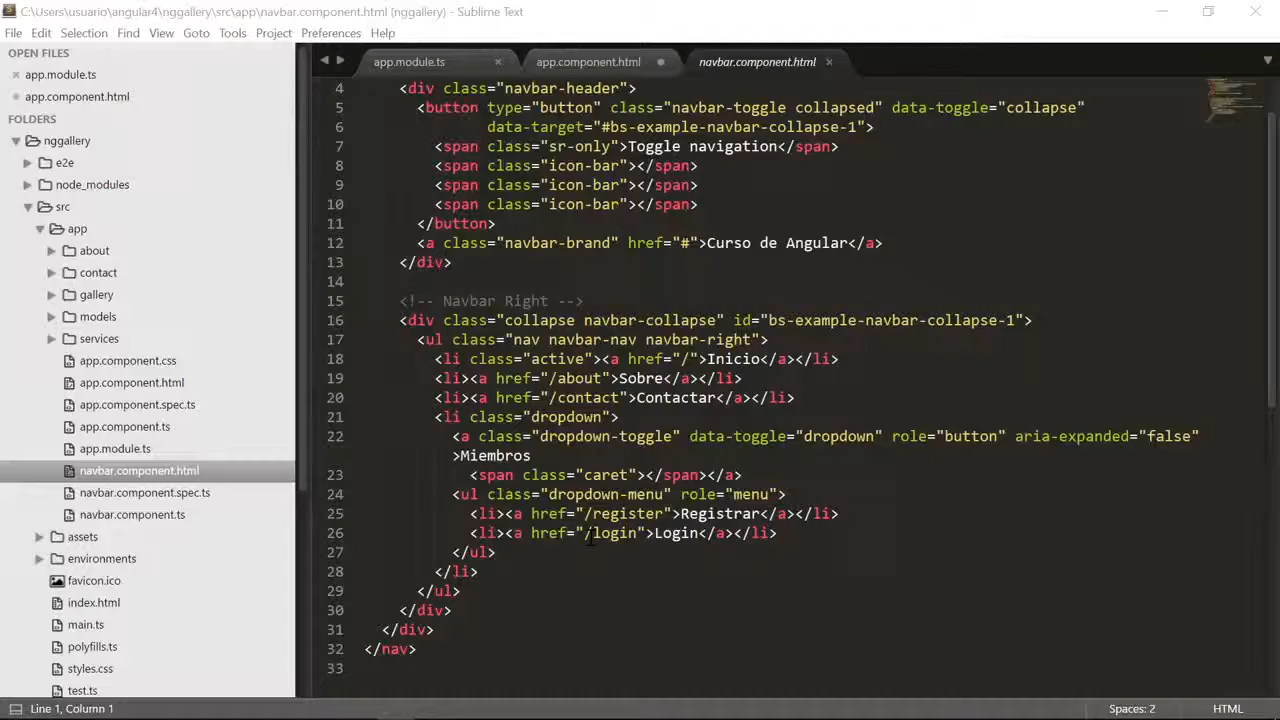 C:\Users\usuario\angular4\nggallery\src\app\navbar.component.html (nggallery) - Sublime Text
File Edit Selection Find View Goto Tools Project Preferences Help
OPEN FILES
app.module.ts
app.component.html
FOLDERS
nggallery
e2e
node_modules
src
app
about
contact
gallery
models
services
app.component.css
app.component.html
app.component.spec.ts
app.component.ts
app.module.ts
navbar.component.html
navbar.component.spec.ts
navbar.component.ts
assets
environments
favicon.ico
index.html
main.ts
polyfills.ts
styles.css
test.ts
app.module.ts app.component.html navbar.component.html
4 <div class="navbar-header">
5 <button type="button" class="navbar-toggle collapsed" data-toggle="collapse"
6 data-target="#bs-example-navbar-collapse-1">
7 <span class="sr-only">Toggle navigation</span>
8 <span class="icon-bar"></span>
9 <span class="icon-bar"></span>
10 <span class="icon-bar"></span>
11 </button>
12 <a class="navbar-brand" href="#">Curso de Angular</a>
13 </div>
14
15 <!-- Navbar Right -->
16 <div class="collapse navbar-collapse" id="bs-example-navbar-collapse-1">
17 <ul class="nav navbar-nav navbar-right">
18 <li class="active"><a href="/">Inicio</a></li>
19 <li><a href="/about">Sobre</a></li>
20 <li><a href="/contact">Contactar</a></li>
21 <li class="dropdown">
22 <a class="dropdown-toggle" data-toggle="dropdown" role="button" aria-expanded="false"
>Miembros
23 <span class="caret"></span></a>
24 <ul class="dropdown-menu" role="menu">
25 <li><a href="/register">Registrar</a></li>
26 <li><a href="/login">Login</a></li>
27 </ul>
28 </li>
29 </ul>
30 </div>
31 </div>
32 </nav>
33
Line 1, Column 1 Spaces: 2 HTML